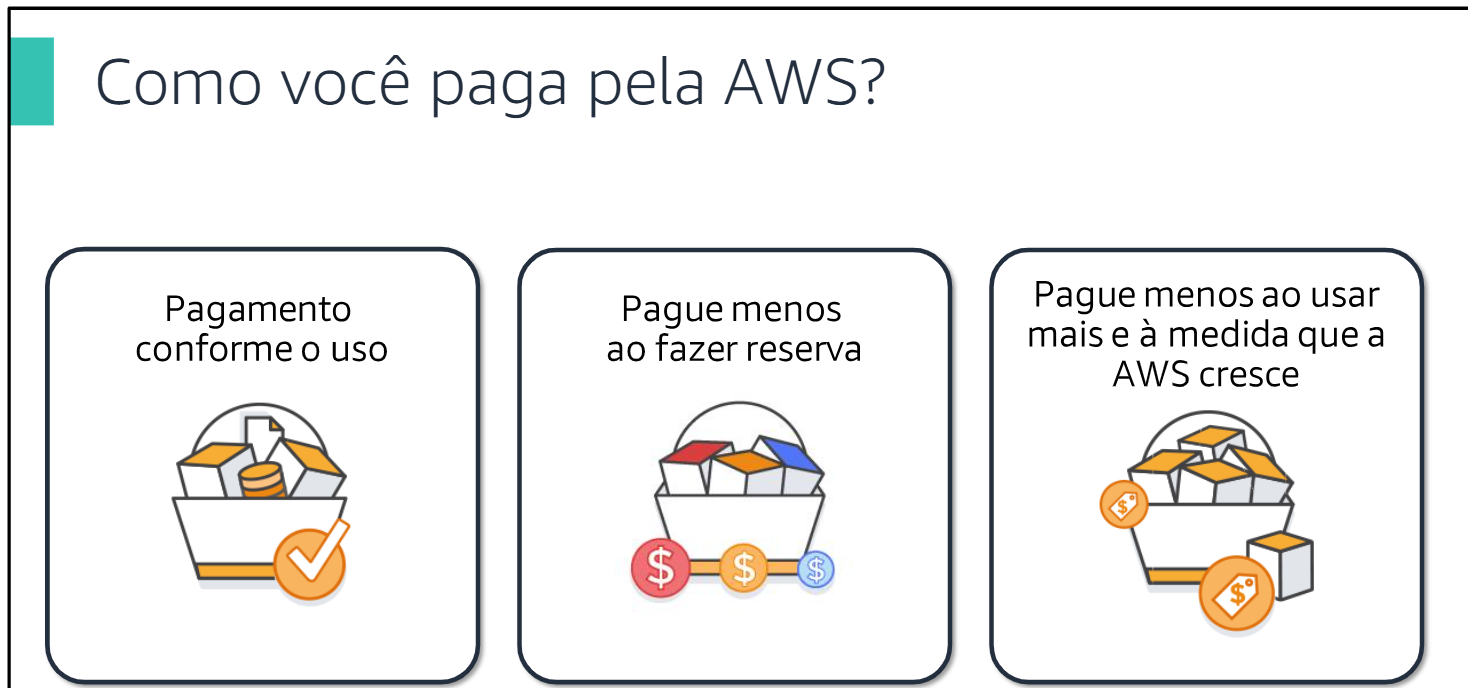 Como você paga pela AWS?
Pagamento
conforme o uso
Pague menos
ao fazer reserva
Pague menos ao usar
mais e à medida que a
AWS cresce
$
$
$
$
$